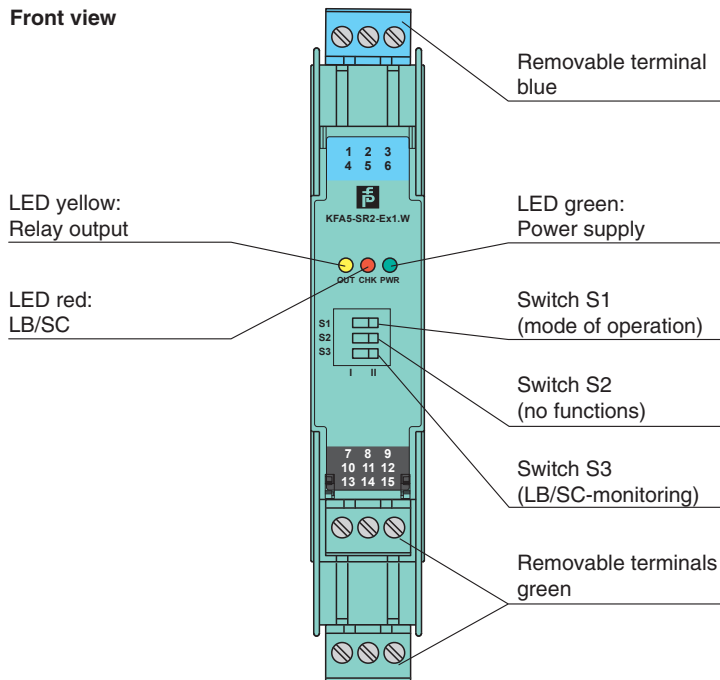 Front view
Removable terminal
blue
1 2 3
4 5 6
KFA5-SR2-Ex1.W
LED yellow:
Relay output
LED green:
Power supply
OUT CHK PWR
LED red:
LB/SC
Switch S1
(mode of operation)
S1
S2
S3
I II
Switch S2
(no functions)
7 8 9
10 11 12
13 14 15
Switch S3
(LB/SC-monitoring)
Removable terminals
green